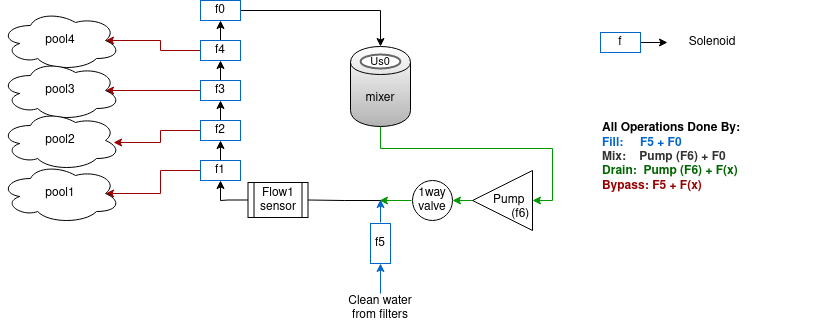 f0
pool4
f4
Us0
f
Solenoid
mixer
pool3
f3
pool2
f2
All Operations Done By:
Fill: F5 + F0
Mix: Pump (F6) + F0
Drain: Pump (F6) + F(x)
Bypass: F5 + F(x)
pool1
f1
Flow1
sensor
1way
valve
Pump
(f6)
f5
Clean water
from filters